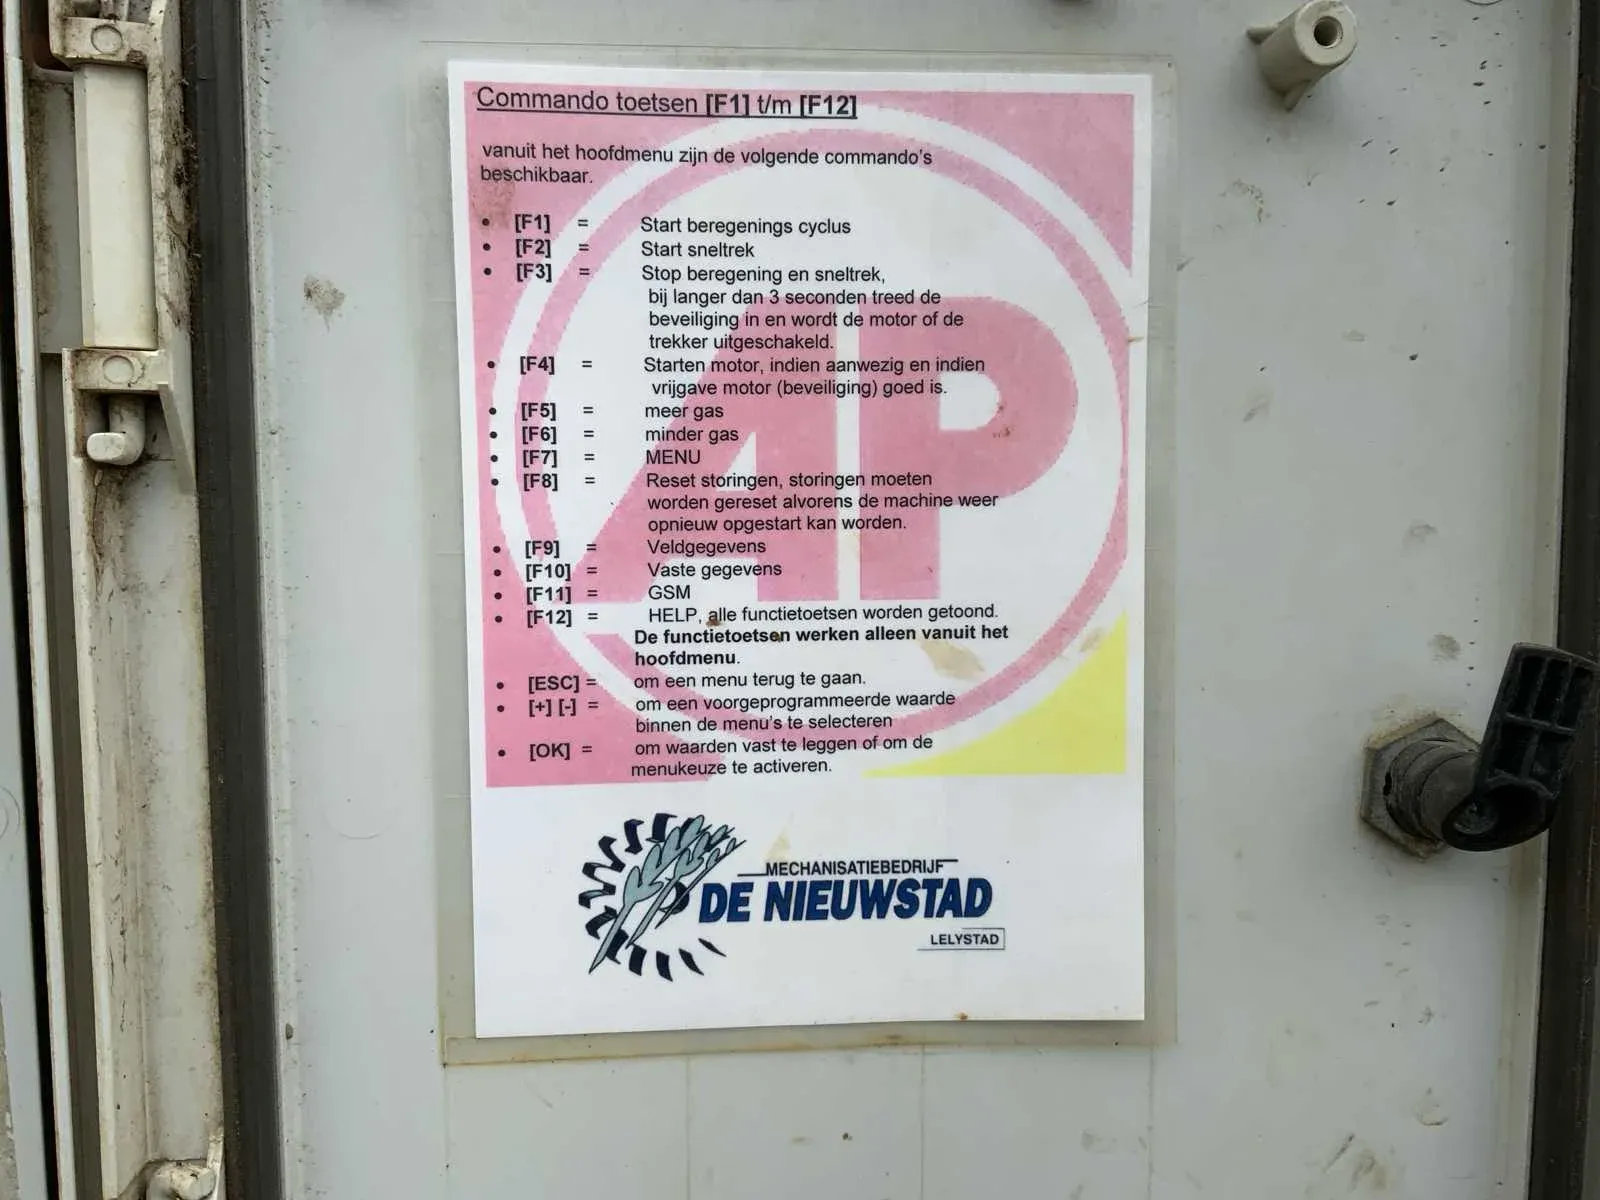 Commando toetsen [F1] t/m [F12]
vanuit het hoofdmenu zijn de volgende commando's
beschikbaar.
• [F1] = Start beregenings cyclus
• [F2] = Start sneltrek
• [F3] = Stop beregening en sneltrek,
bij langer dan 3 seconden treed de
beveiliging in en wordt de motor of de
trekker uitgeschakeld.
• [F4] = Starten motor, indien aanwezig en indien
vrijgave motor (beveiliging) goed is.
• [F5] = meer gas
• [F6] = minder gas
• [F7] = MENU
• [F8] = Reset storingen, storingen moeten
worden gereset alvorens de machine weer
opnieuw opgestart kan worden.
• [F9] = Veldgegevens
• [F10] = Vaste gegevens
• [F11] = GSM
• [F12] = HELP, alle functietoetsen worden getoond.
De functietoetsen werken alleen vanuit het
hoofdmenu.
• [ESC] = om een menu terug te gaan.
• [+] [-] = om een voorgeprogrammeerde waarde
binnen de menu's te selecteren
• [OK] = om waarden vast te leggen of om de
menukeuze te activeren.
AP
MECHANISATIEBEDRIJF
DE NIEUWSTAD
LELYSTAD